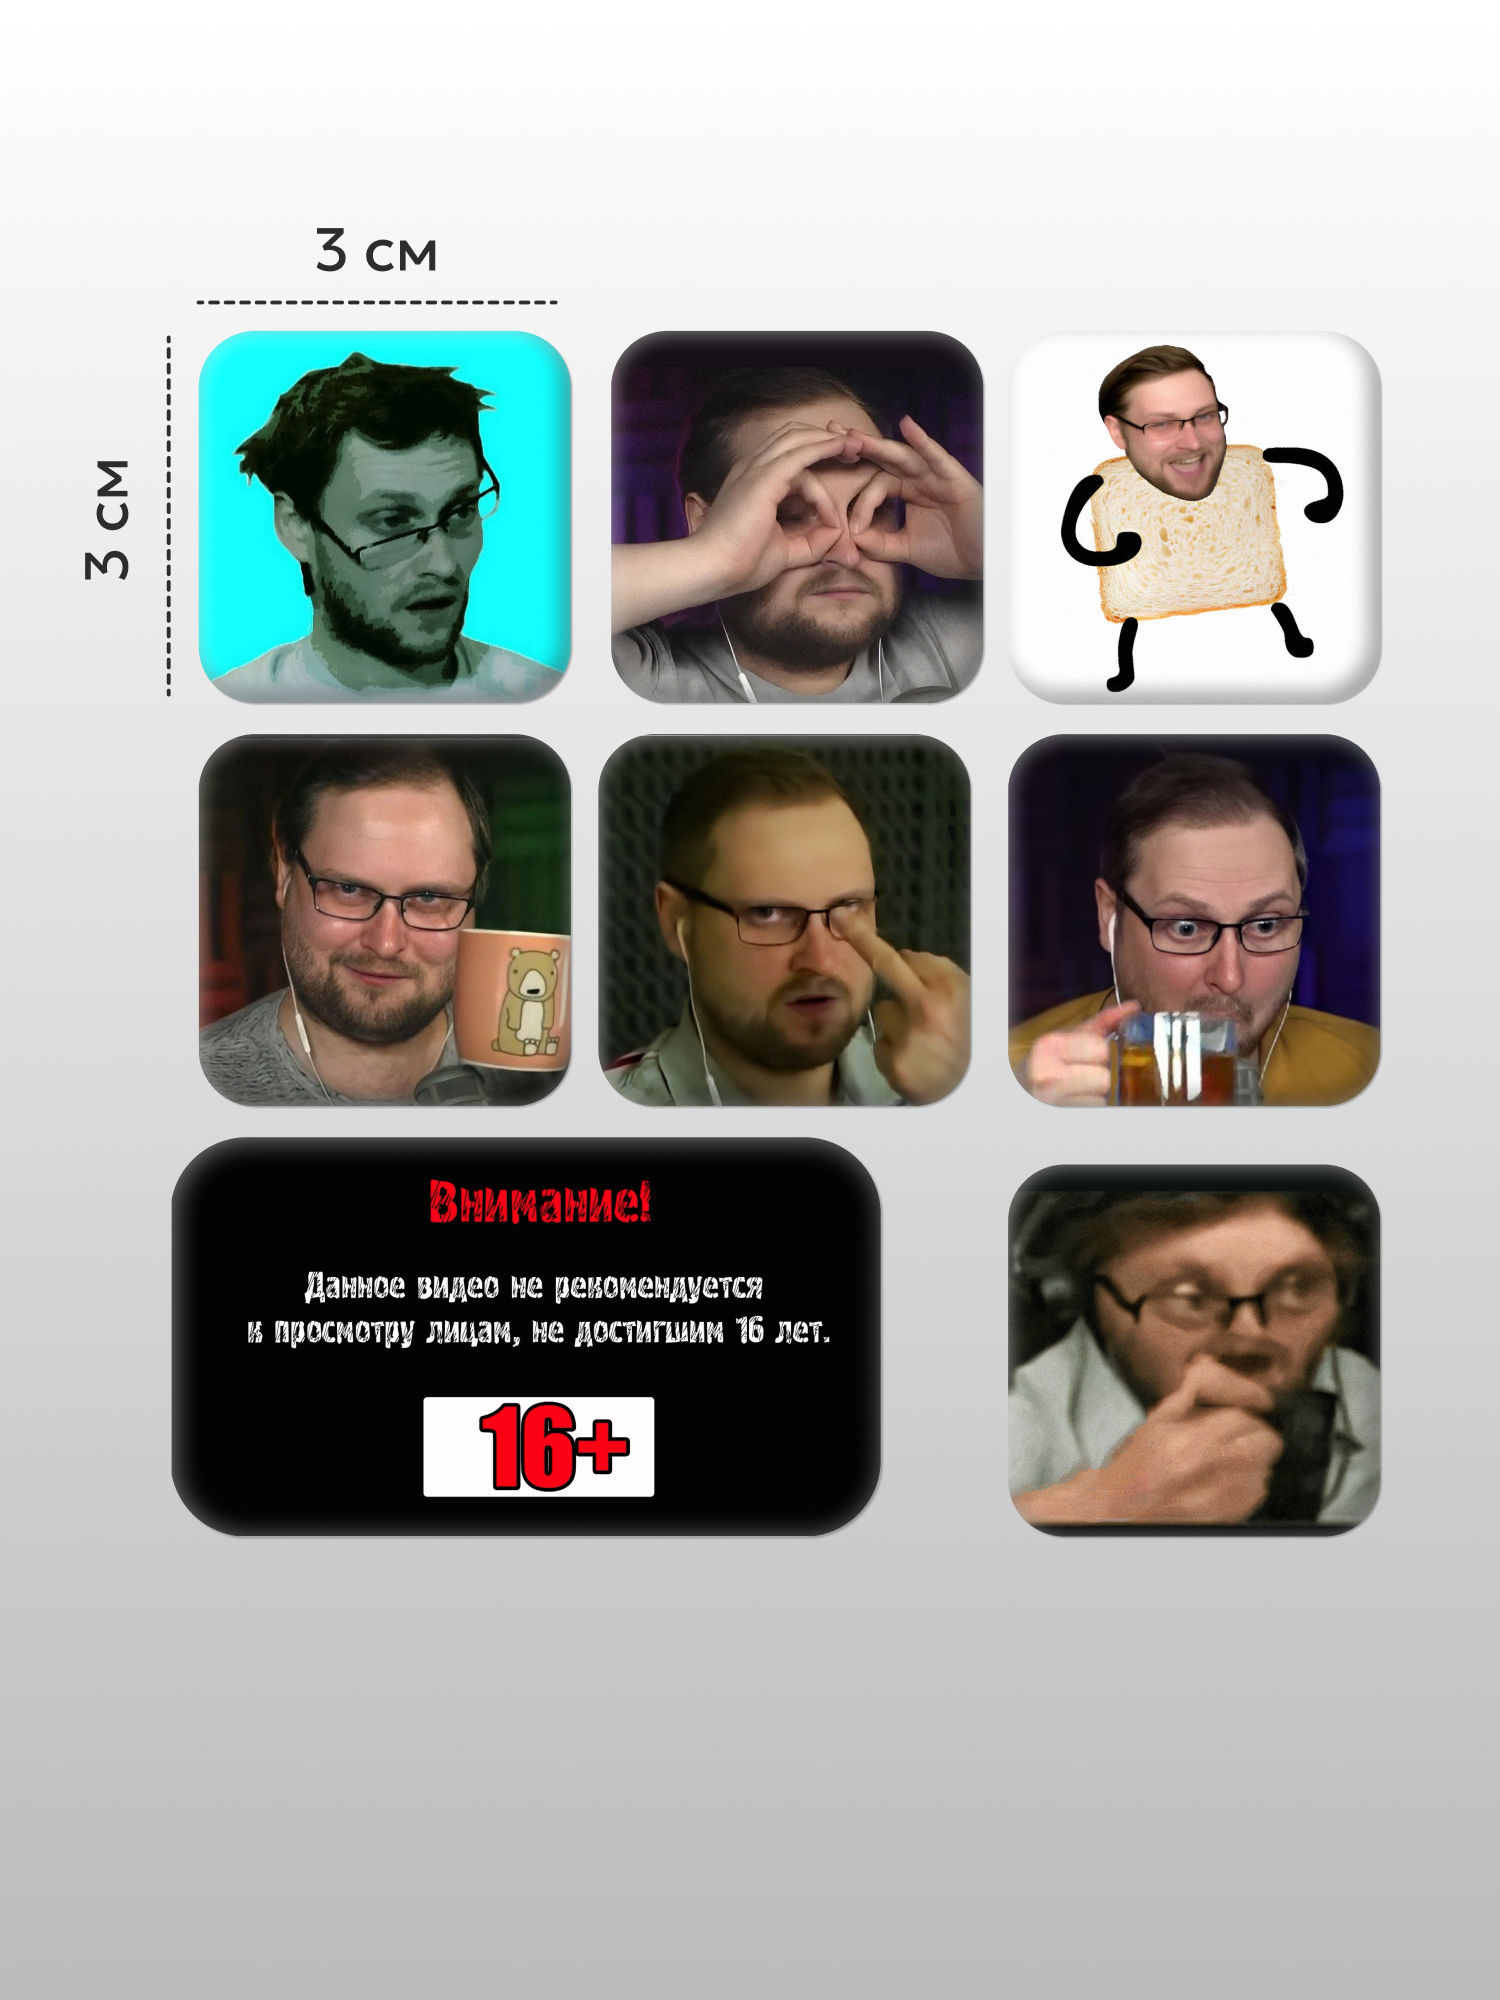 3 см
3 см
Внимание!
Данное видео не рекомендуется
к просмотру лицам, не достигшим 16 лет.
16+